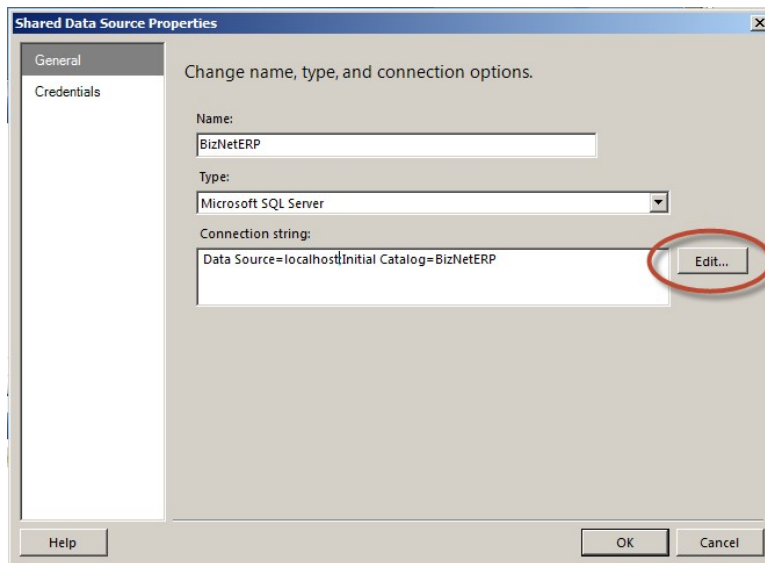 Shared Data Source Properties
General
Credentials
Change name, type, and connection options.
Name:
BizNetERP
Type:
Microsoft SQL Server
Connection string:
Data Source=localhost;Initial Catalog=BizNetERP
Edit...
Help
OK
Cancel